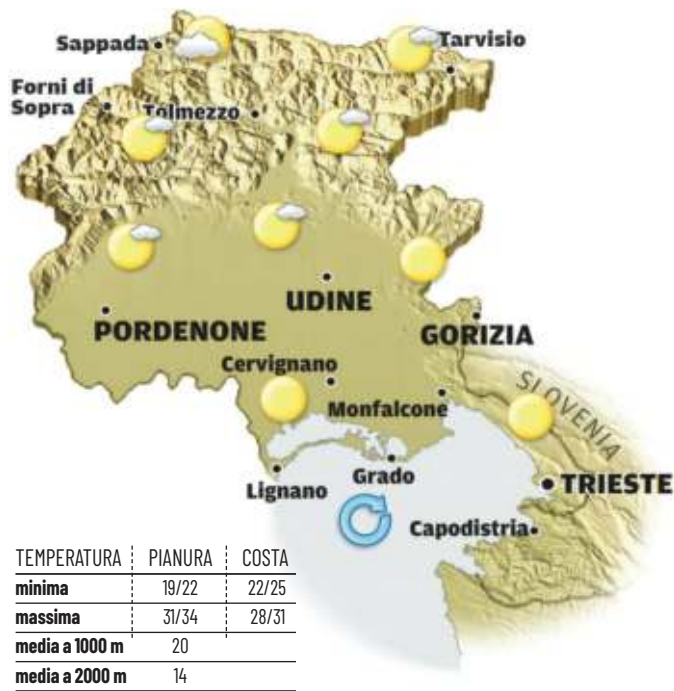 Sappada
Tarvisio
Forni di
Sopra
Tolmezzo
UDINE
PORDENONE
GORIZIA
Cervignano
SLOVENIA
Monfalcone
Lignano
Grado
TRIESTE
Capodistria
TEMPERATURA PIANURA COSTA
minima 19/22 22/25
massima 31/34 28/31
media a 1000 m 20
media a 2000 m 14